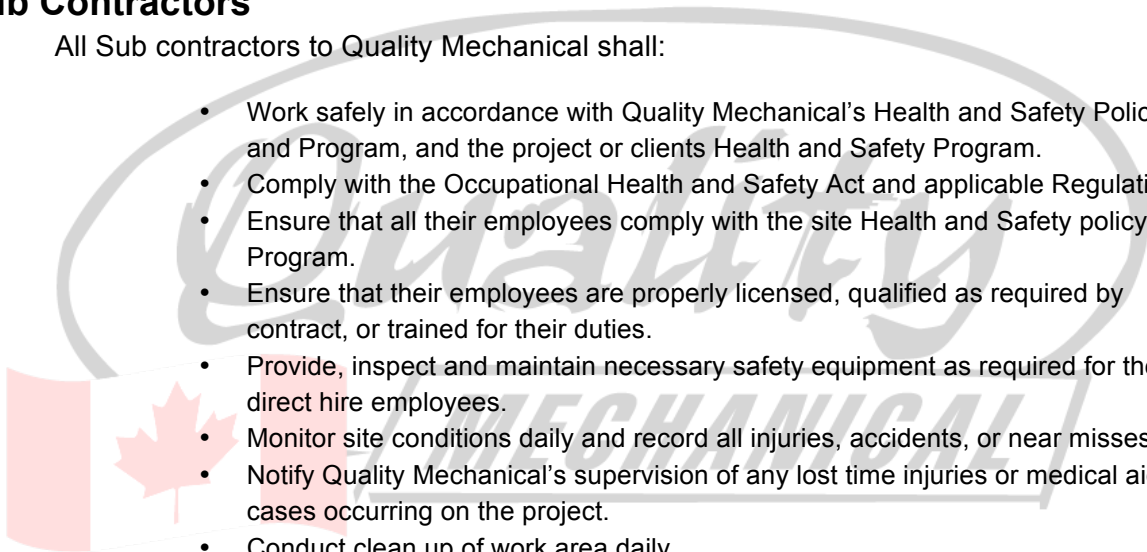 Contractors
All Sub contractors to Quality Mechanical shall:
• Work safely in accordance with Quality Mechanical's Health and Safety
and Program, and the project or clients Health and Safety Program.
• Comply with the Occupational Health and Safety Act and applicable
• Ensure that all their employees comply with the site Health and Safety policy
Program.
• Ensure that their employees are properly licensed, qualified as required by
contract, or trained for their duties.
• Provide, inspect and maintain necessary safety equipment as required for
direct hire employees.
• Monitor site conditions daily and record all injuries, accidents, or near misses
• Notify Quality Mechanical's supervision of any lost time injuries or medical
cases occurring on the project.
• Conduct clean up of work area daily
Quality
MECHANICAL